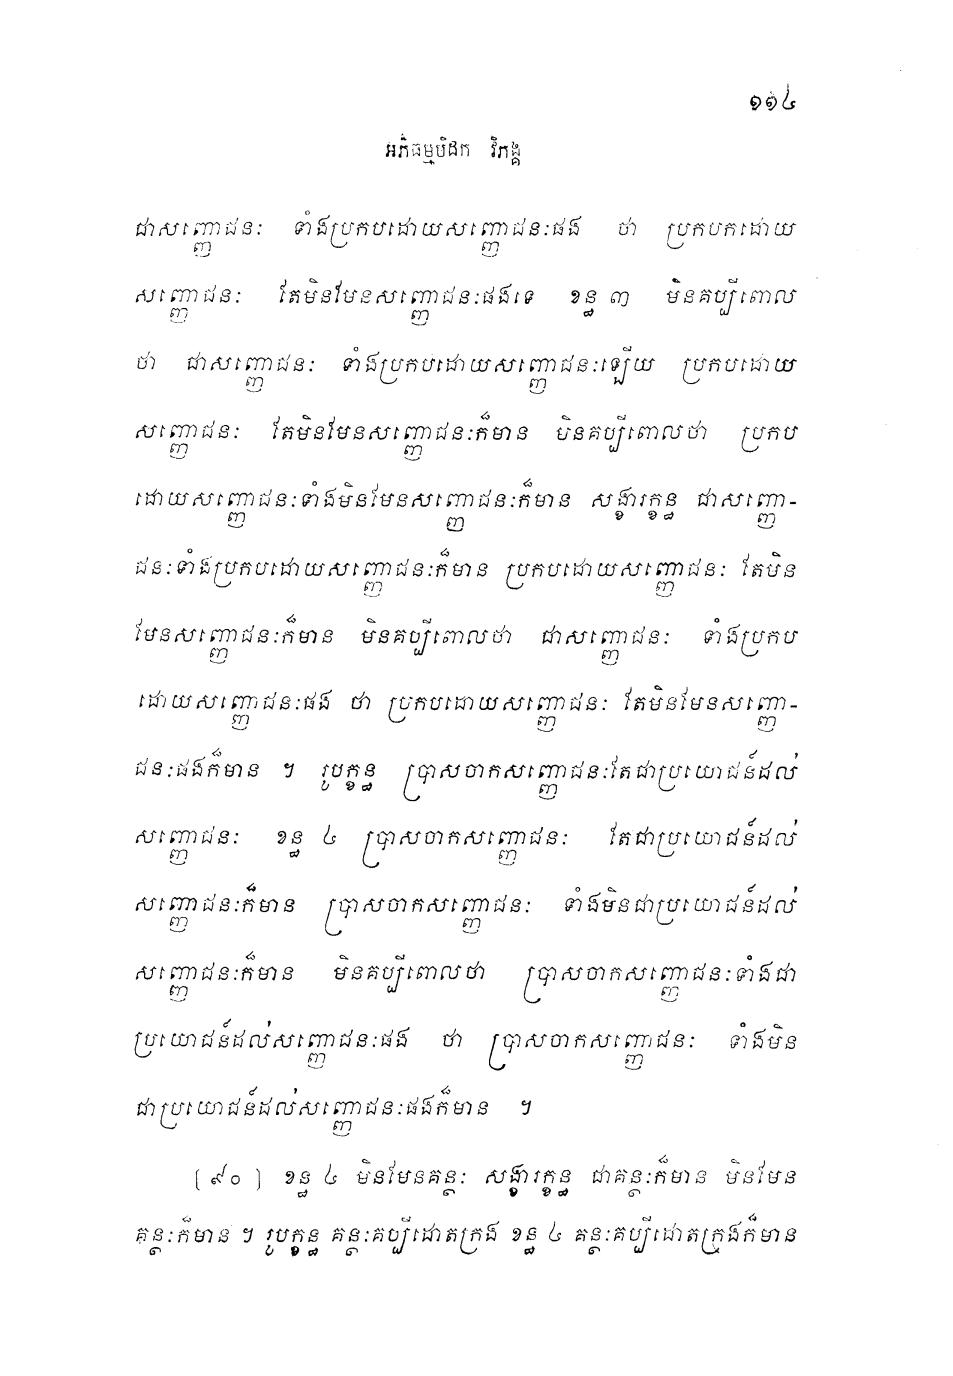 ១១៤
អភិធម្មបិដក វិភង្គ
ជាសញ្ញោជនៈ ទាំងប្រកបដោយសញ្ញោជនៈផង ថា ប្រកបកដោយ
សញ្ញោជនៈ តែមិនមែនសញ្ញោជនៈផងទេ ខន្ធ ៣ មិនគប្បីពោល
ថា ជាសញ្ញោជនៈ ទាំងប្រកបដោយសញ្ញោជនៈឡើយ ប្រកបដោយ
សញ្ញោជនៈ តែមិនមែនសញ្ញោជនៈក៏មាន មិនគប្បីពោលថា ប្រកប
ដោយសញ្ញោជនៈទាំងមិនមែនសញ្ញោជនៈក៏មាន សង្ខារក្ខន្ធ ជាសញ្ញោ-
ជនៈទាំងប្រកបដោយសញ្ញោជនៈក៏មាន ប្រកបដោយសញ្ញោជនៈ តែមិន
មែនសញ្ញោជនៈក៏មាន មិនគប្បីពោលថា ជាសញ្ញោជនៈ ទាំងប្រកប
ដោយសញ្ញោជនៈផង ថា ប្រកបដោយសញ្ញោជនៈ តែមិនមែនសញ្ញោ-
ជនៈផងក៏មាន ។ រូបក្ខន្ធ ប្រាសចាកសញ្ញោជនៈតែជាប្រយោជន៍ដល់
សញ្ញោជនៈ ខន្ធ ៤ ប្រាសចាកសញ្ញោជនៈ តែជាប្រយោជន៍ដល់
សញ្ញោជនៈក៏មាន ប្រាសចាកសញ្ញោជនៈ ទាំងមិនជាប្រយោជន៍ដល់
សញ្ញោជនៈក៏មាន មិនគប្បីពោលថា ប្រាសចាកសញ្ញោជនៈទាំងជា
ប្រយោជន៍ដល់សញ្ញោជនៈផង ថា ប្រាសចាកសញ្ញោជនៈ ទាំងមិន
ជាប្រយោជន៍ដល់សញ្ញោជនៈផងក៏មាន ។
[ ៩០ ] ខន្ធ ៤ មិនមែនគន្ថៈ សង្ខារក្ខន្ធ ជាគន្ថៈក៏មាន មិនមែន
គន្ថៈក៏មាន ។ រូបក្ខន្ធ គន្ថៈគប្បីដោតក្រង ខន្ធ ៤ គន្ថៈគប្បីដោតក្រុងក៏មាន